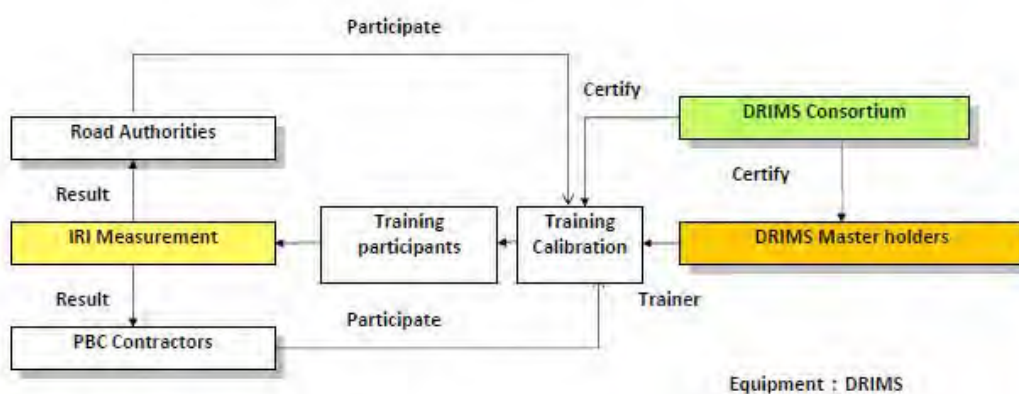 Participate
Certify
DRIMS Consortium
Road Authorities
Certify
Result
Training
participants
Training
Calibration
IRI Measurement
DRIMS Master holders
Result
Trainer
Participate
PBC Contractors
Equipment : DRIMS